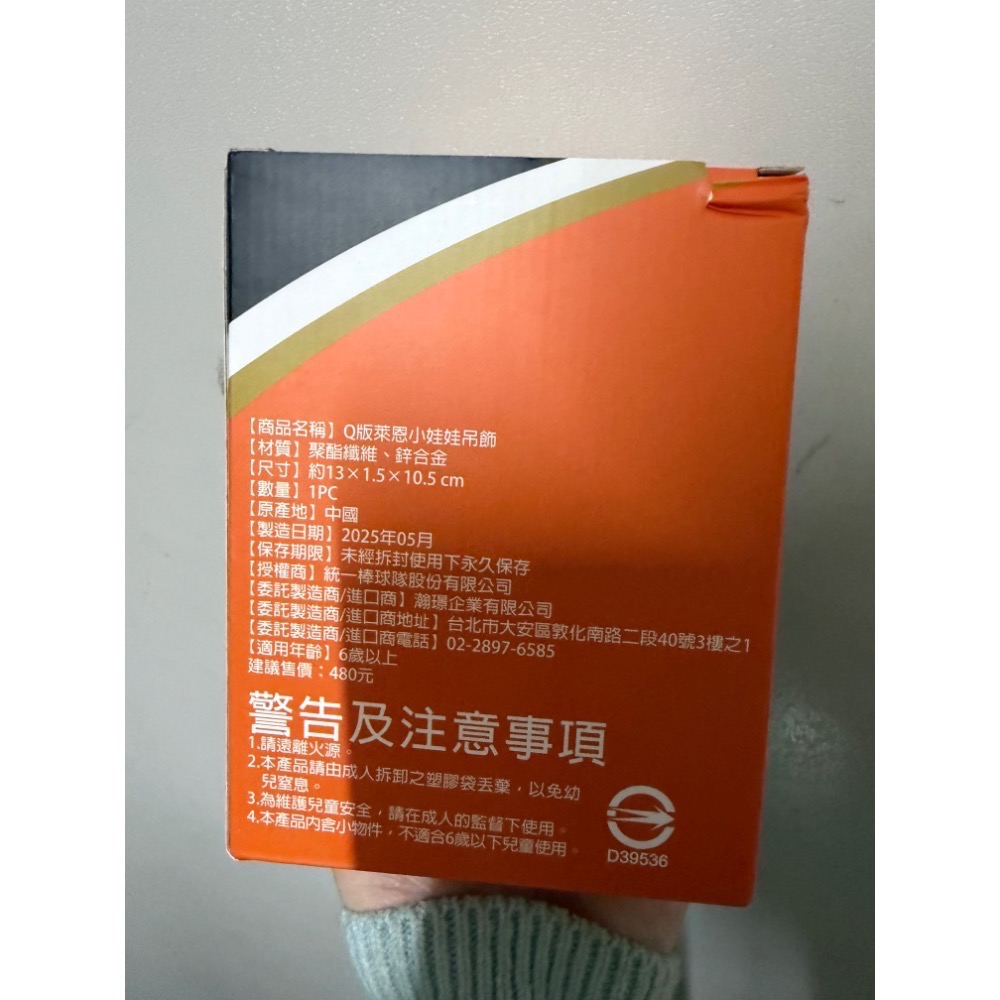 【商品名稱】Q版萊恩小娃娃吊飾
【材質】聚酯纖維、鋅合金
【尺寸】約13×1.5×10.5 cm
【數量】1PC
【原產地】中國
【製造日期】2025年05月
【保存期限】未經拆封使用下永久保存
【授權商】統一棒球隊股份有限公司
【委託製造商/進口商】瀚璟企業有限公司
【委託製造商/進口商地址】台北市大安區敦化南路二段40號3樓之1
【委託製造商/進口商電話】02-2897-6585
【適用年齡】6歲以上
建議售價：480元
警告及注意事項
1.請遠離火源。
2.本產品請由成人拆卸之塑膠袋丟棄，以免幼
兒窒息。
3.為維護兒童安全，請在成人的監督下使用。
4.本產品內含小物件，不適合6歲以下兒童使用。
D39536